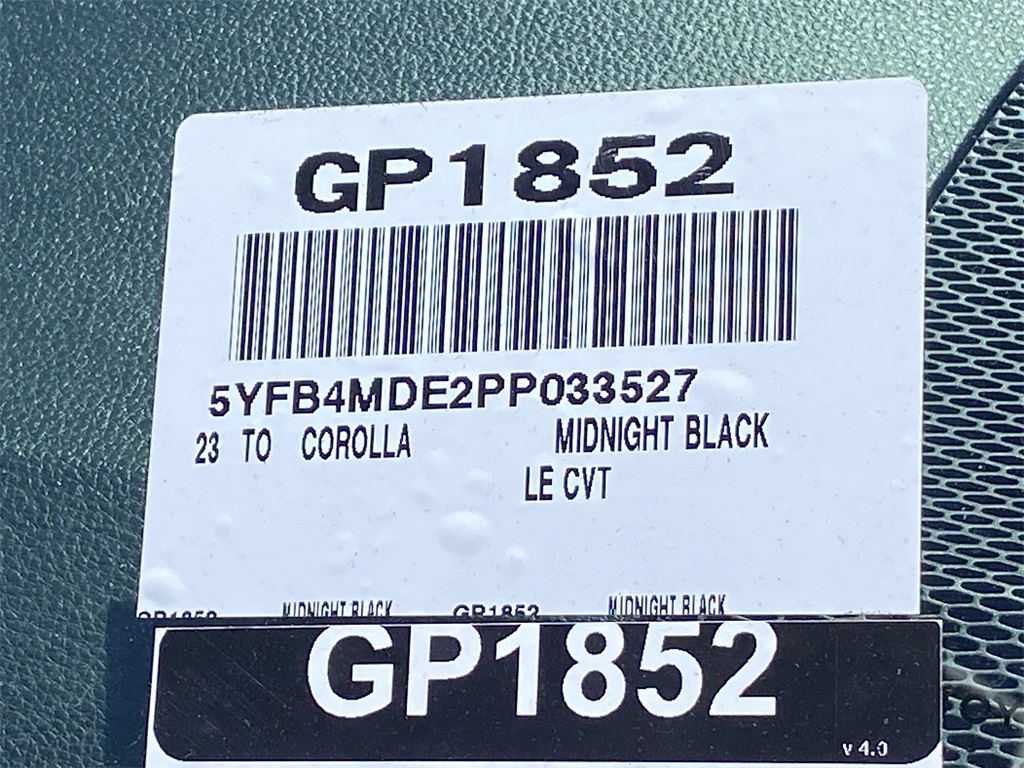 GP1852
5YFB4MDE2PP033527
23 TO COROLLA MIDNIGHT BLACK
LE CVT
MIDNIGHT BLACK MIDNIGHT BLACK
GP1852
v 4.0